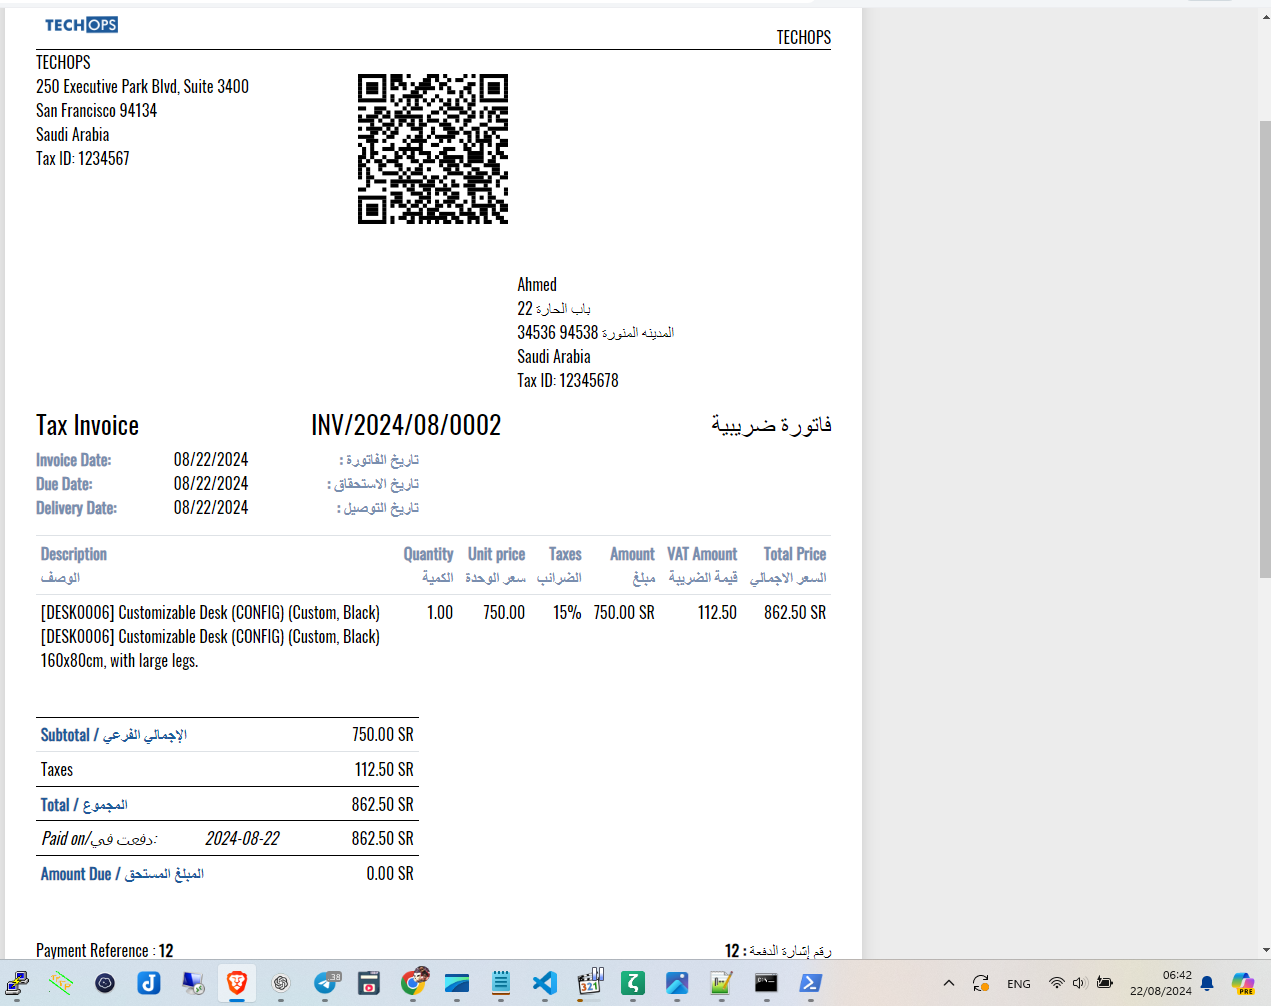 TECHOPS
TECHOPS
TECHOPS
250 Executive Park Blvd, Suite 3400
San Francisco 94134
Saudi Arabia
Tax ID: 1234567
Ahmed
باب الحارة 22
34536 94538 المدينه المنورة
Saudi Arabia
Tax ID: 12345678
Tax Invoice INV/2024/08/0002 فاتورة ضريبية
Invoice Date: 08/22/2024 تاريخ الفاتورة :
Due Date: 08/22/2024 تاريخ الاستحقاق :
Delivery Date: 08/22/2024 تاريخ التوصيل :
Description Quantity Unit price Taxes Amount VAT Amount Total Price
الوصف الكمية سعر الوحدة الضرائب مبلغ قيمة الضريبة السعر الاجمالي
[DESK0006] Customizable Desk (CONFIG) (Custom, Black) 1.00 750.00 15% 750.00 SR 112.50 862.50 SR
[DESK0006] Customizable Desk (CONFIG) (Custom, Black)
160x80cm, with large legs.
Subtotal / الإجمالي الفرعي 750.00 SR
Taxes 112.50 SR
Total / المجموع 862.50 SR
Paid on/دفعت في: 2024-08-22 862.50 SR
Amount Due / المبلغ المستحق 0.00 SR
Payment Reference : 12 رقم إشارة الدفعة : 12
ENG 06:42
22/08/2024